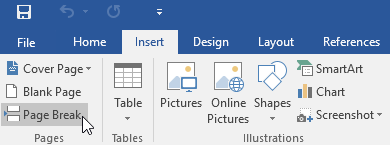 File Home Insert Design Layout References
Cover Page
Blank Page
Page Break
Pages
Table
Tables
Pictures
Online
Pictures
Shapes
SmartArt
Chart
Screenshot
Illustrations